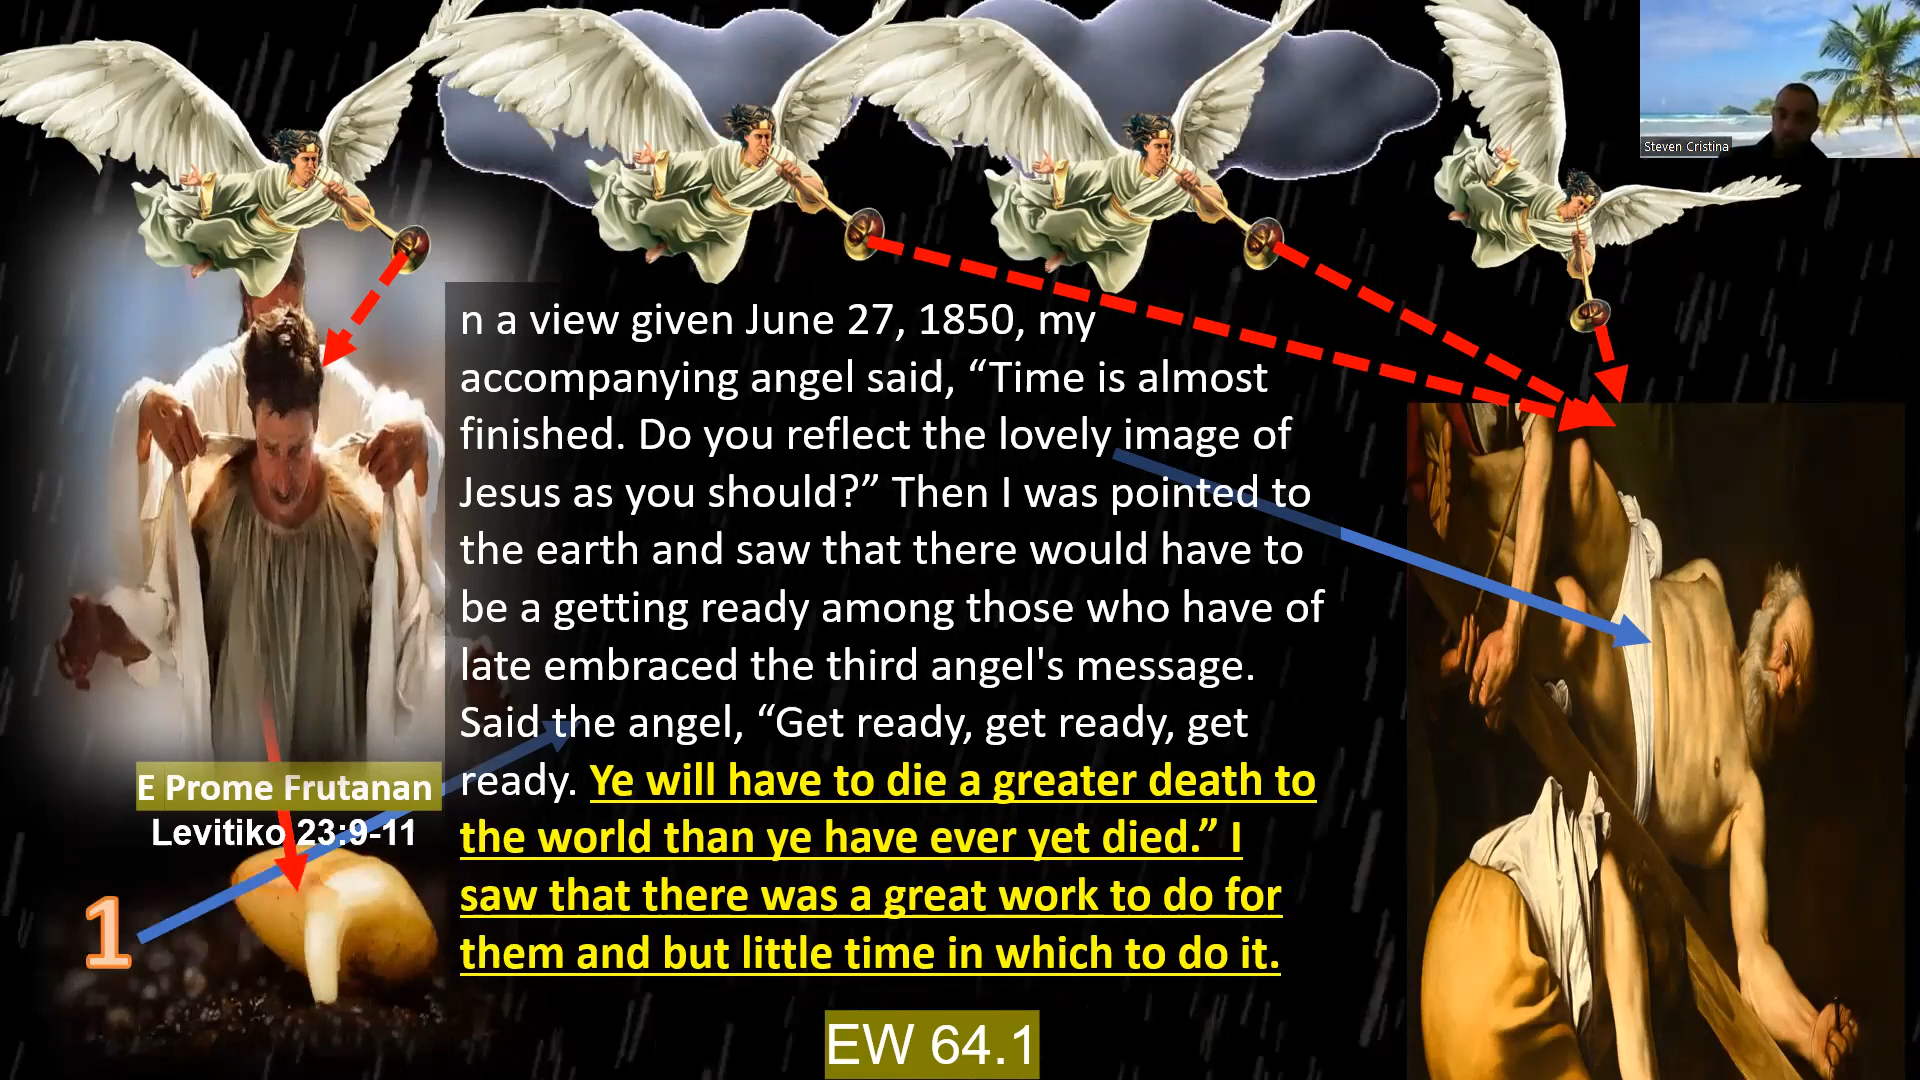 Steven Cristina
n a view given June 27, 1850, my
accompanying angel said, “Time is almost
finished. Do you reflect the lovely image of
Jesus as you should?” Then I was pointed to
the earth and saw that there would have to
be a getting ready among those who have of
late embraced the third angel's message.
Said the angel, “Get ready, get ready, get
ready. Ye will have to die a greater death to
the world than ye have ever yet died.” I
saw that there was a great work to do for
them and but little time in which to do it.
E Prome Frutanan
Levitiko 23:9-11
1
EW 64.1